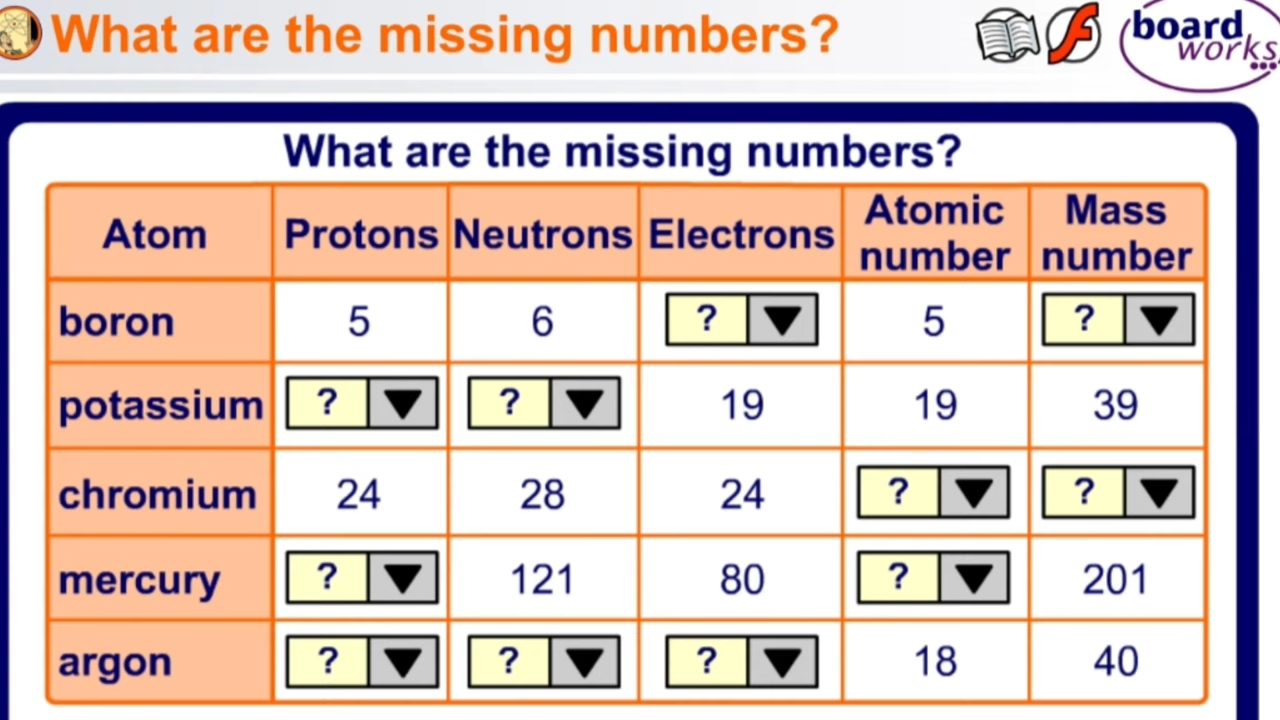 What are the missing numbers?
board
works
What are the missing numbers?
Atom Protons Neutrons Electrons Atomic number Mass number
boron 5 6 ? 5 ?
potassium ? ? 19 19 39
chromium 24 28 24 ? ?
mercury ? 121 80 ? 201
argon ? ? ? 18 40